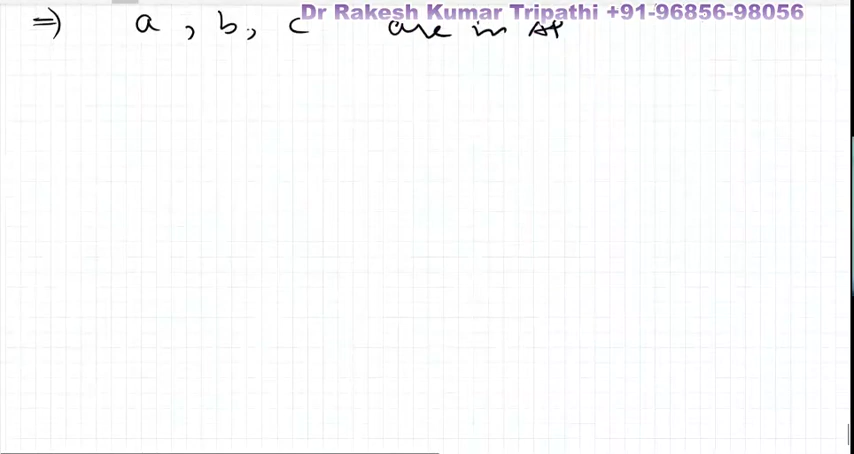 Dr Rakesh Kumar Tripathi +91-96856-98056
⇒ a, b, c are in AP